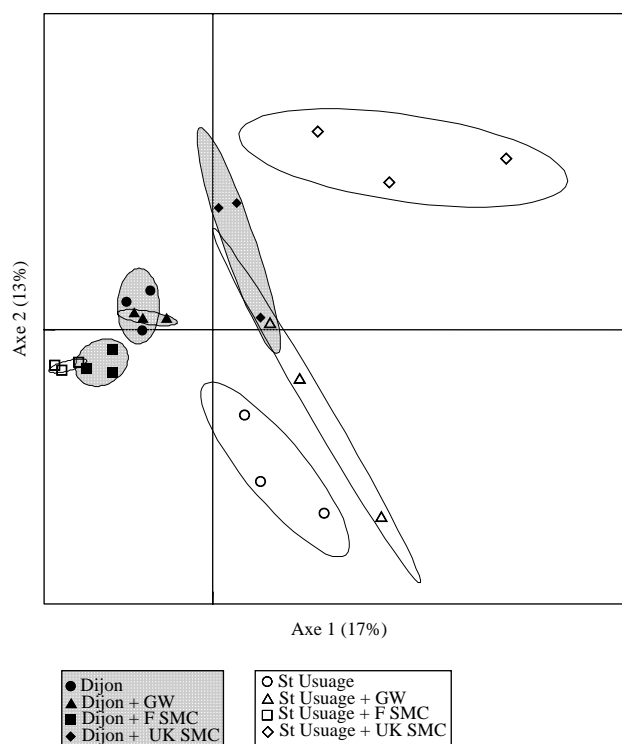 Axe 2 (13%)
Axe 1 (17%)
Dijon
Dijon + GW
Dijon + F SMC
Dijon + UK SMC
St Usuage
St Usuage + GW
St Usuage + F SMC
St Usuage + UK SMC